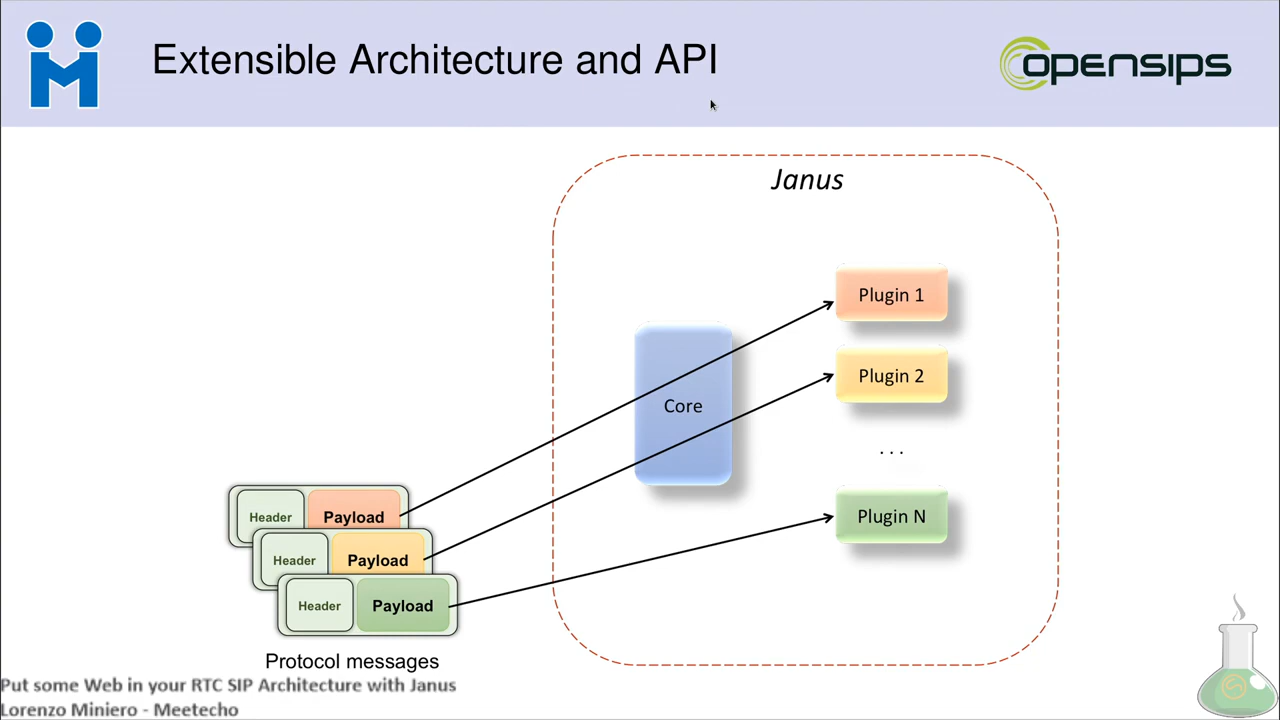 Extensible Architecture and API
opensips
Janus
Plugin 1
Plugin 2
Core
. . .
Plugin N
Header Payload
Header Payload
Header Payload
Protocol messages
Put some Web in your RTC SIP Architecture with Janus
Lorenzo Miniero - Meetecho